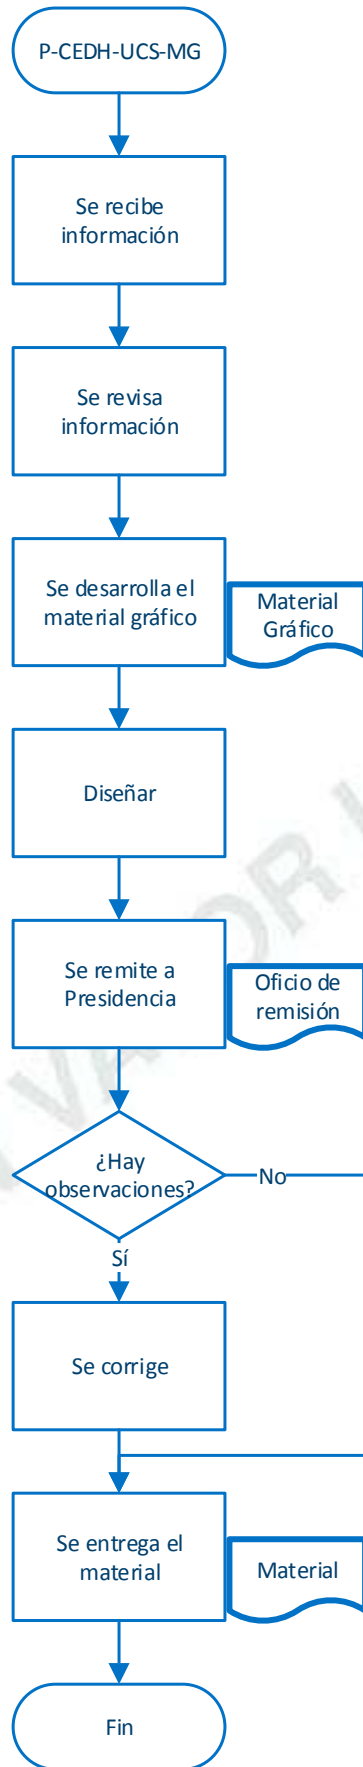 P-CEDH-UCS-MG
Se recibe
información
Se revisa
información
Se desarrolla el
material gráfico
Material
Gráfico
Diseñar
Se remite a
Presidencia
Oficio de
remisión
¿Hay
observaciones?
No
Sí
Se corrige
Se entrega el
material
Material
Fin